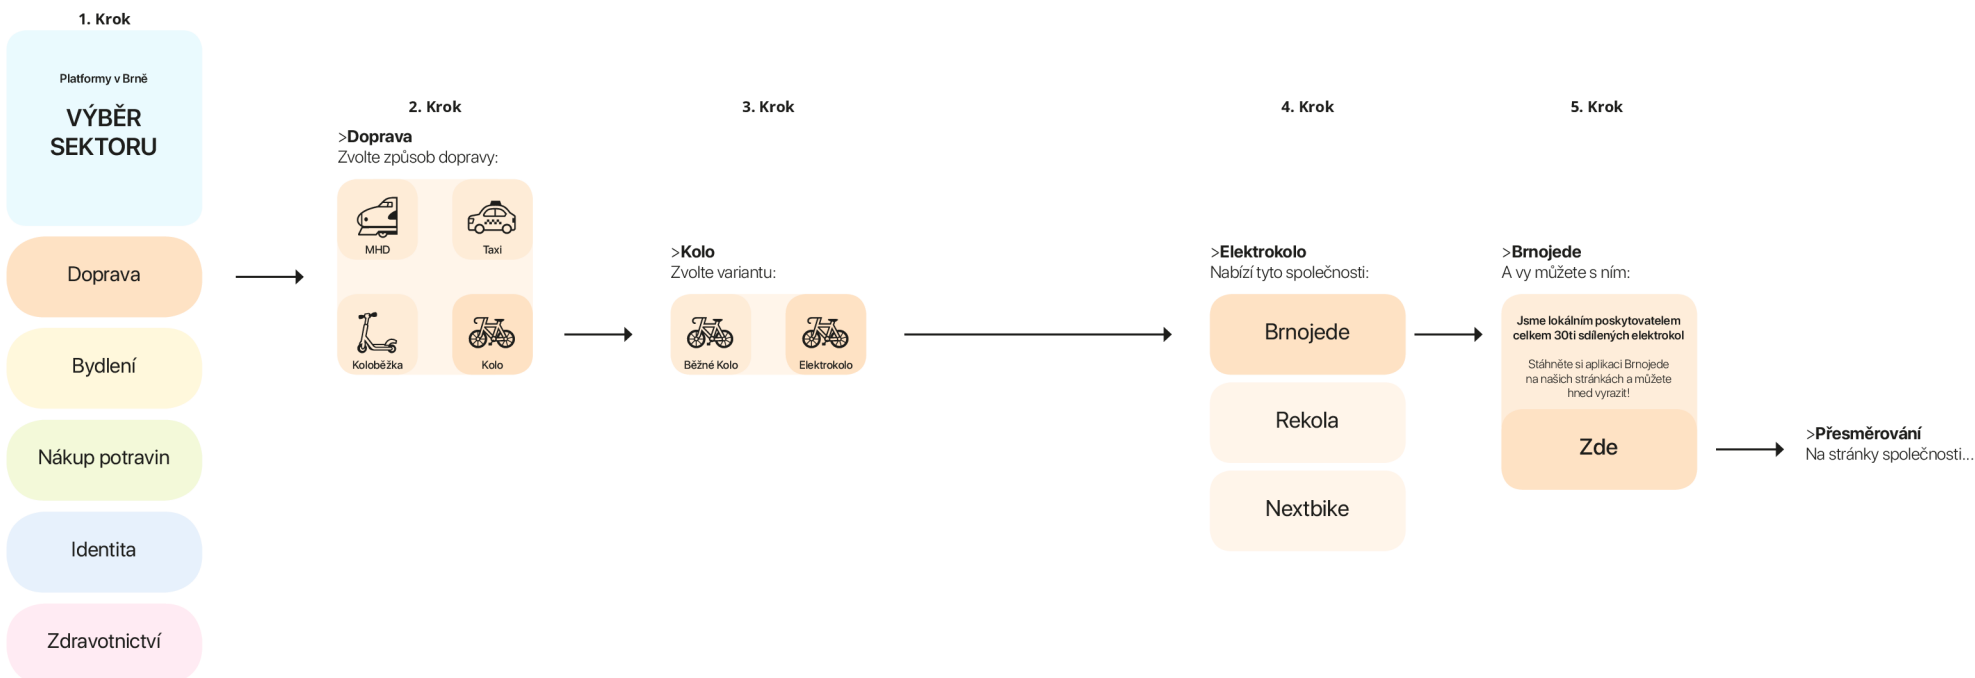 1. Krok
Platformy v Brně
VÝBĚR
SEKTORU
Doprava
Bydlení
Nákup potravin
Identita
Zdravotnictví
2. Krok
>Doprava
Zvolte způsob dopravy:
MHD
Taxi
Koloběžka
Kolo
3. Krok
>Kolo
Zvolte variantu:
Běžné Kolo
Elektrokolo
4. Krok
>Elektrokolo
Nabízí tyto společnosti:
Brnojede
Rekola
Nextbike
5. Krok
>Brnojede
A vy můžete s ním:
Jsme lokálním poskytovatelem
celkem 30ti sdílených elektrokol
Stáhněte si aplikaci Brnojede
na našich stránkách a můžete
hned vyrazit!
Zde
>Přesměrování
Na stránky společnosti...